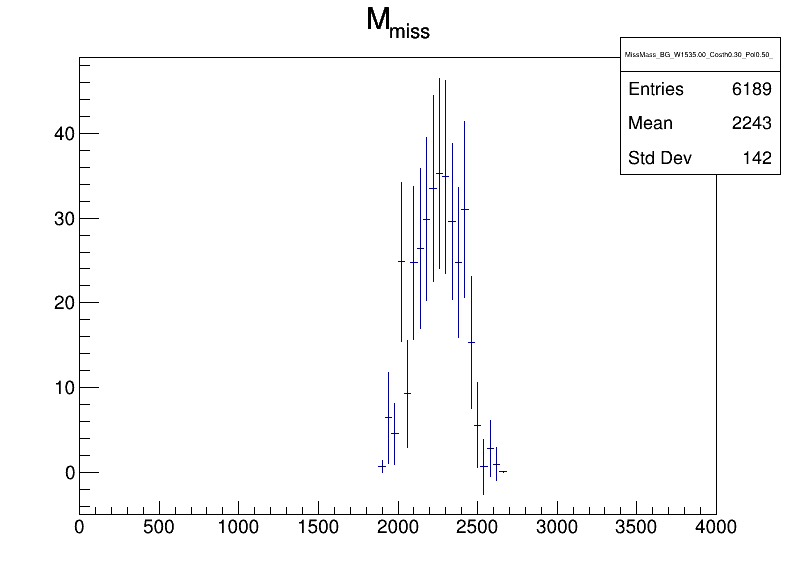 M_miss
MissMass_BG_W1535.00_Costh0.30_Pol0.50_
Entries 6189
Mean 2243
Std Dev 142
40
30
20
10
0
0 500 1000 1500 2000 2500 3000 3500 4000